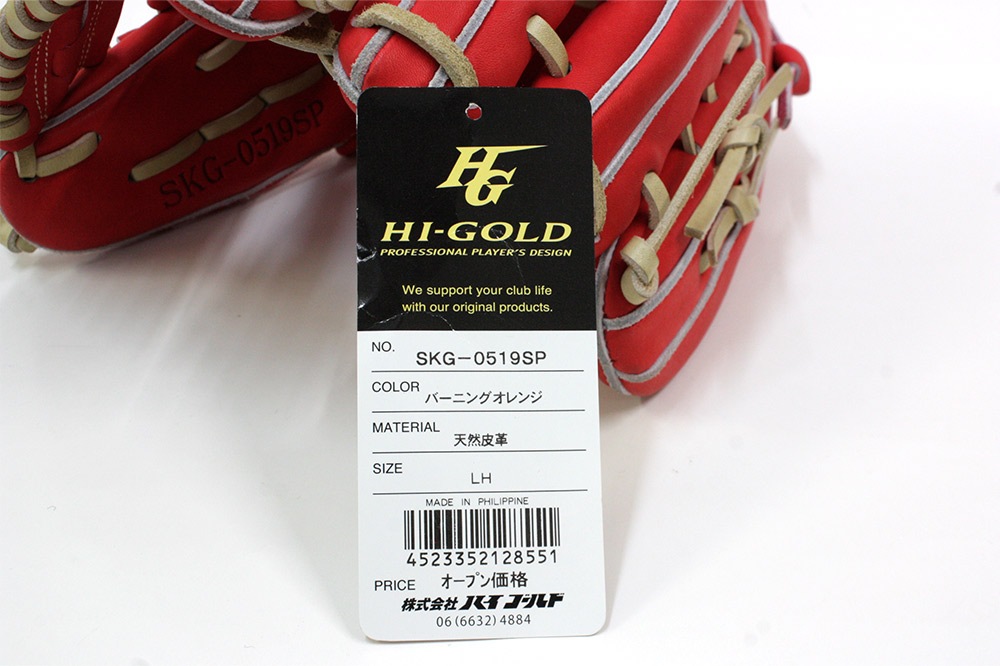 SKG-0519SP
HG
HI-GOLD
PROFESSIONAL PLAYER'S DESIGN
We support your club life
with our original products.
NO. SKG-0519SP
COLOR バーニングオレンジ
MATERIAL 天然皮革
SIZE LH
MADE IN PHILIPPINE
4523352128551
PRICE オープン価格
株式会社 ハイゴールド
06(6632)4884